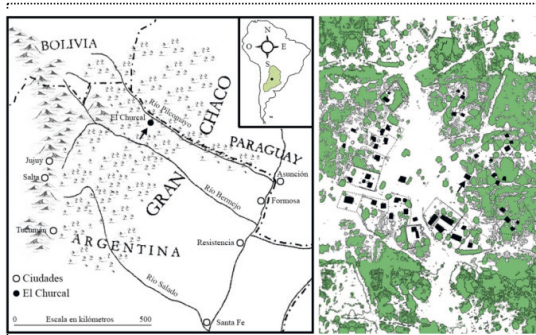 BOLIVIA
O
E
S
El Churcal
Río Pilcomayo
CHACO
PARAGUAY
Jujuy
Salta
GRAN
Río Bermejo
Asunción
Formosa
Tucumán
ARGENTINA
Resistencia
Río Salado
Ciudades
El Churcal
Escala en kilómetros
0
500
Santa Fe